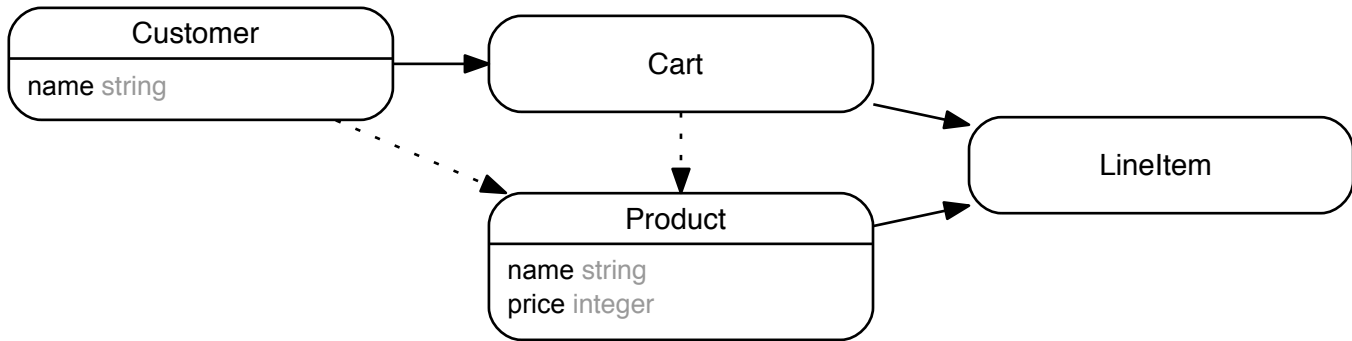 Customer
name string
Cart
LineItem
Product
name string
price integer